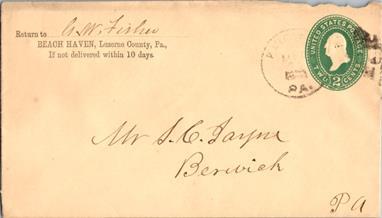 Return to G. W. Fisher
BEACH HAVEN, Luzerne County, Pa.,
If not delivered within 10 days.
UNITED STATES POSTAGE
TWO 2 CENTS
PA.
Mr S. C. Jayne
Berwick
PA